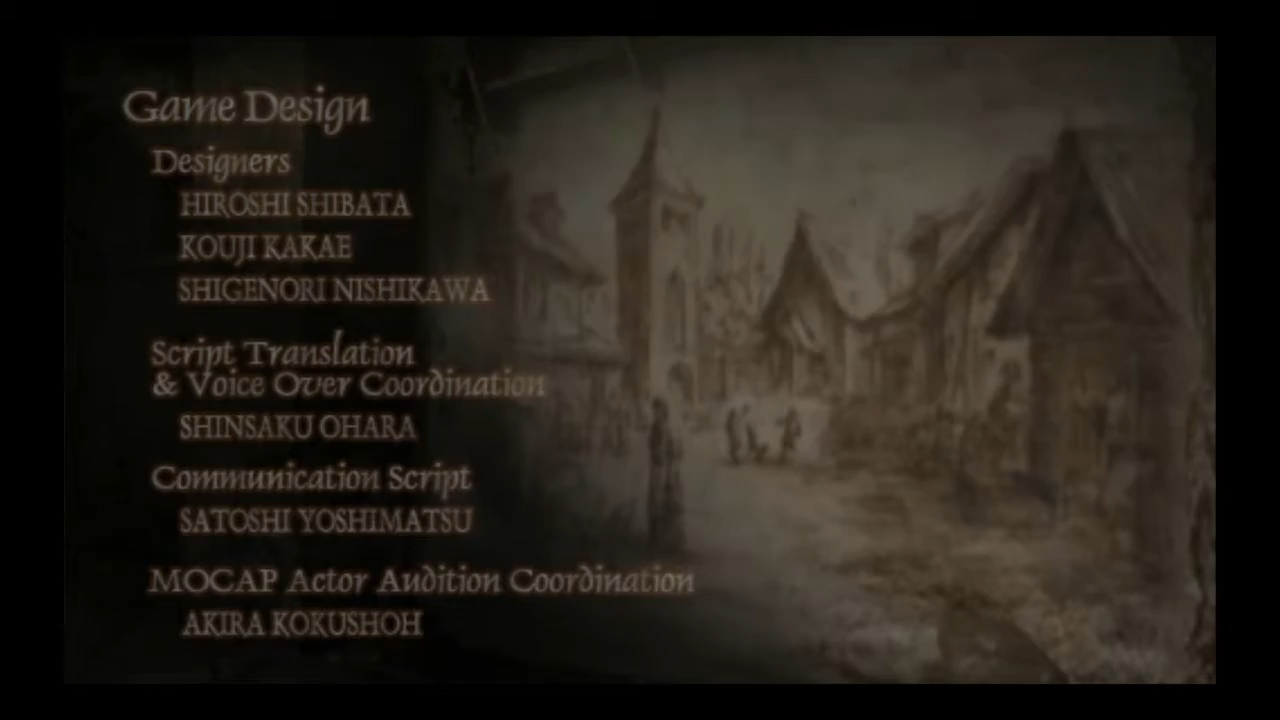 Game Design
Designers
HIROSHI SHIBATA
KOUJI KAKAE
SHIGENORI NISHIKAWA
Script Translation
& Voice Over Coordination
SHINSAKU OHARA
Communication Script
SATOSHI YOSHIMATSU
MOCAP Actor Audition Coordination
AKIRA KOKUSHOH